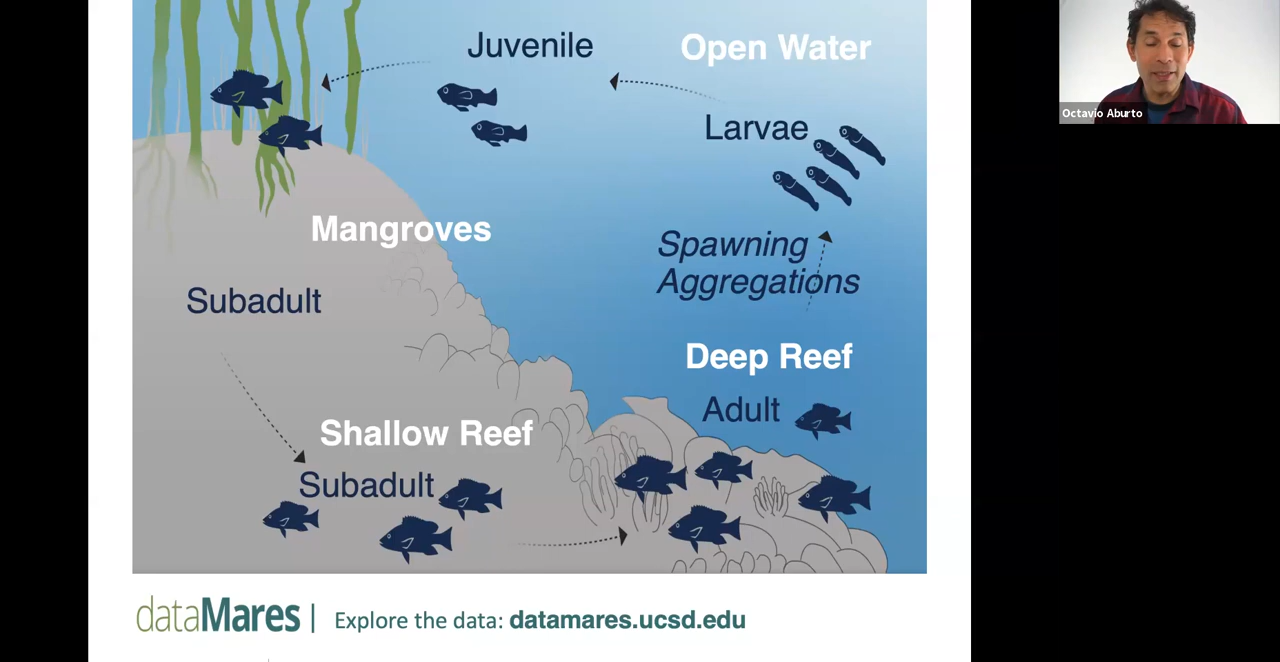 Juvenile
Open Water
Octavio Aburto
Larvae
Mangroves
Spawning
Aggregations
Subadult
Deep Reef
Adult
Shallow Reef
Subadult
dataMares | Explore the data: datamares.ucsd.edu